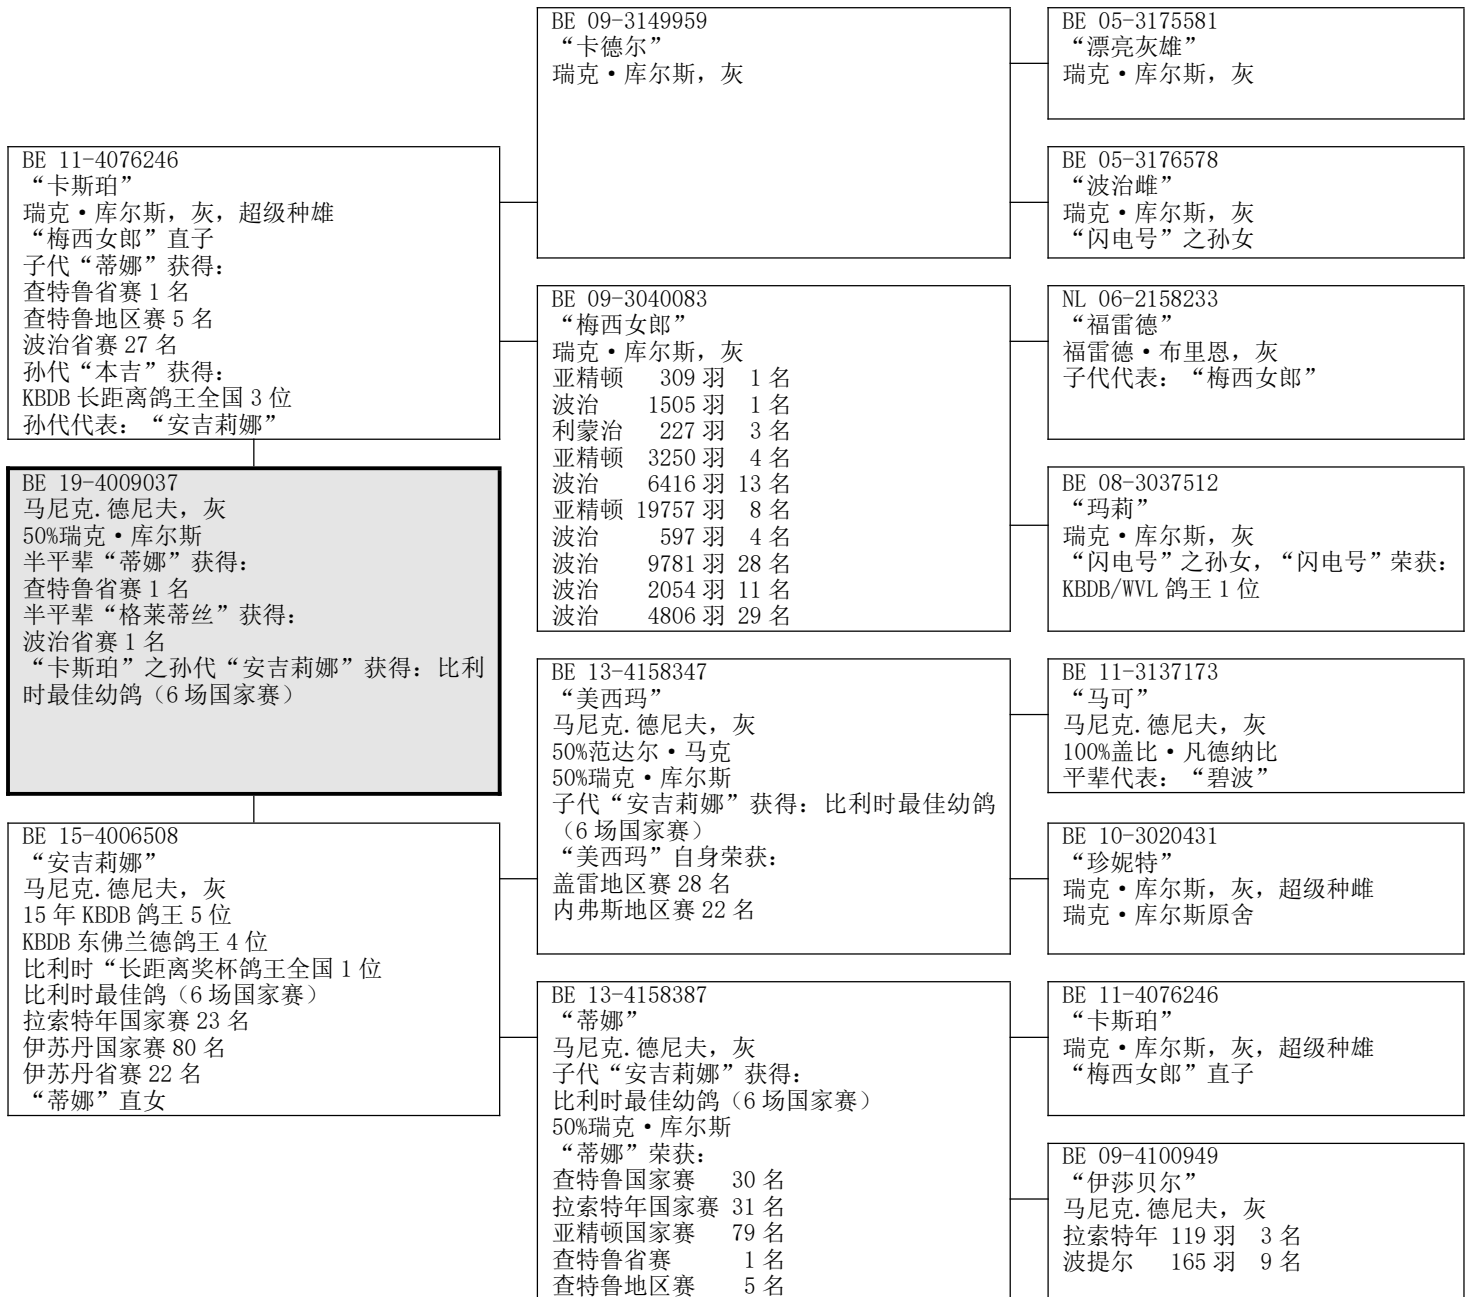 BE 11-4076246
“卡斯珀”
瑞克·库尔斯，灰，超级种雄
“梅西女郎”直子
子代“蒂娜”获得：
查特鲁省赛 1 名
查特鲁地区赛 5 名
波治省赛 27 名
孙代“本吉”获得：
KBDB 长距离鸽王全国 3 位
孙代代表：“安吉莉娜”
BE 19-4009037
马尼克.德尼夫，灰
50%瑞克·库尔斯
半平辈“蒂娜”获得：
查特鲁省赛 1 名
半平辈“格莱蒂丝”获得：
波治省赛 1 名
“卡斯珀”之孙代“安吉莉娜”获得：比利
时最佳幼鸽（6 场国家赛）
BE 15-4006508
“安吉莉娜”
马尼克.德尼夫，灰
15 年 KBDB 鸽王 5 位
KBDB 东佛兰德鸽王 4 位
比利时“长距离奖杯鸽王全国 1 位
比利时最佳鸽（6 场国家赛）
拉索特年国家赛 23 名
伊苏丹国家赛 80 名
伊苏丹省赛 22 名
“蒂娜”直女
BE 09-3149959
“卡德尔”
瑞克·库尔斯，灰
BE 09-3040083
“梅西女郎”
瑞克·库尔斯，灰
亚精顿 309 羽 1 名
波治 1505 羽 1 名
利蒙治 227 羽 3 名
亚精顿 3250 羽 4 名
波治 6416 羽 13 名
亚精顿 19757 羽 8 名
波治 597 羽 4 名
波治 9781 羽 28 名
波治 2054 羽 11 名
波治 4806 羽 29 名
BE 13-4158347
“美西玛”
马尼克.德尼夫，灰
50%范达尔·马克
50%瑞克·库尔斯
子代“安吉莉娜”获得：比利时最佳幼鸽
（6 场国家赛）
“美西玛”自身荣获：
盖雷地区赛 28 名
内弗斯地区赛 22 名
BE 13-4158387
“蒂娜”
马尼克.德尼夫，灰
子代“安吉莉娜”获得：
比利时最佳幼鸽（6 场国家赛）
50%瑞克·库尔斯
“蒂娜”荣获：
查特鲁国家赛 30 名
拉索特年国家赛 31 名
亚精顿国家赛 79 名
查特鲁省赛 1 名
查特鲁地区赛 5 名
BE 05-3175581
“漂亮灰雄”
瑞克·库尔斯，灰
BE 05-3176578
“波治雌”
瑞克·库尔斯，灰
“闪电号”之孙女
NL 06-2158233
“福雷德”
福雷德·布里恩，灰
子代代表：“梅西女郎”
BE 08-3037512
“玛莉”
瑞克·库尔斯，灰
“闪电号”之孙女，“闪电号”荣获：
KBDB/WVL 鸽王 1 位
BE 11-3137173
“马可”
马尼克.德尼夫，灰
100%盖比·凡德纳比
平辈代表：“碧波”
BE 10-3020431
“珍妮特”
瑞克·库尔斯，灰，超级种雌
瑞克·库尔斯原舍
BE 11-4076246
“卡斯珀”
瑞克·库尔斯，灰，超级种雄
“梅西女郎”直子
BE 09-4100949
“伊莎贝尔”
马尼克.德尼夫，灰
拉索特年 119 羽 3 名
波提尔 165 羽 9 名